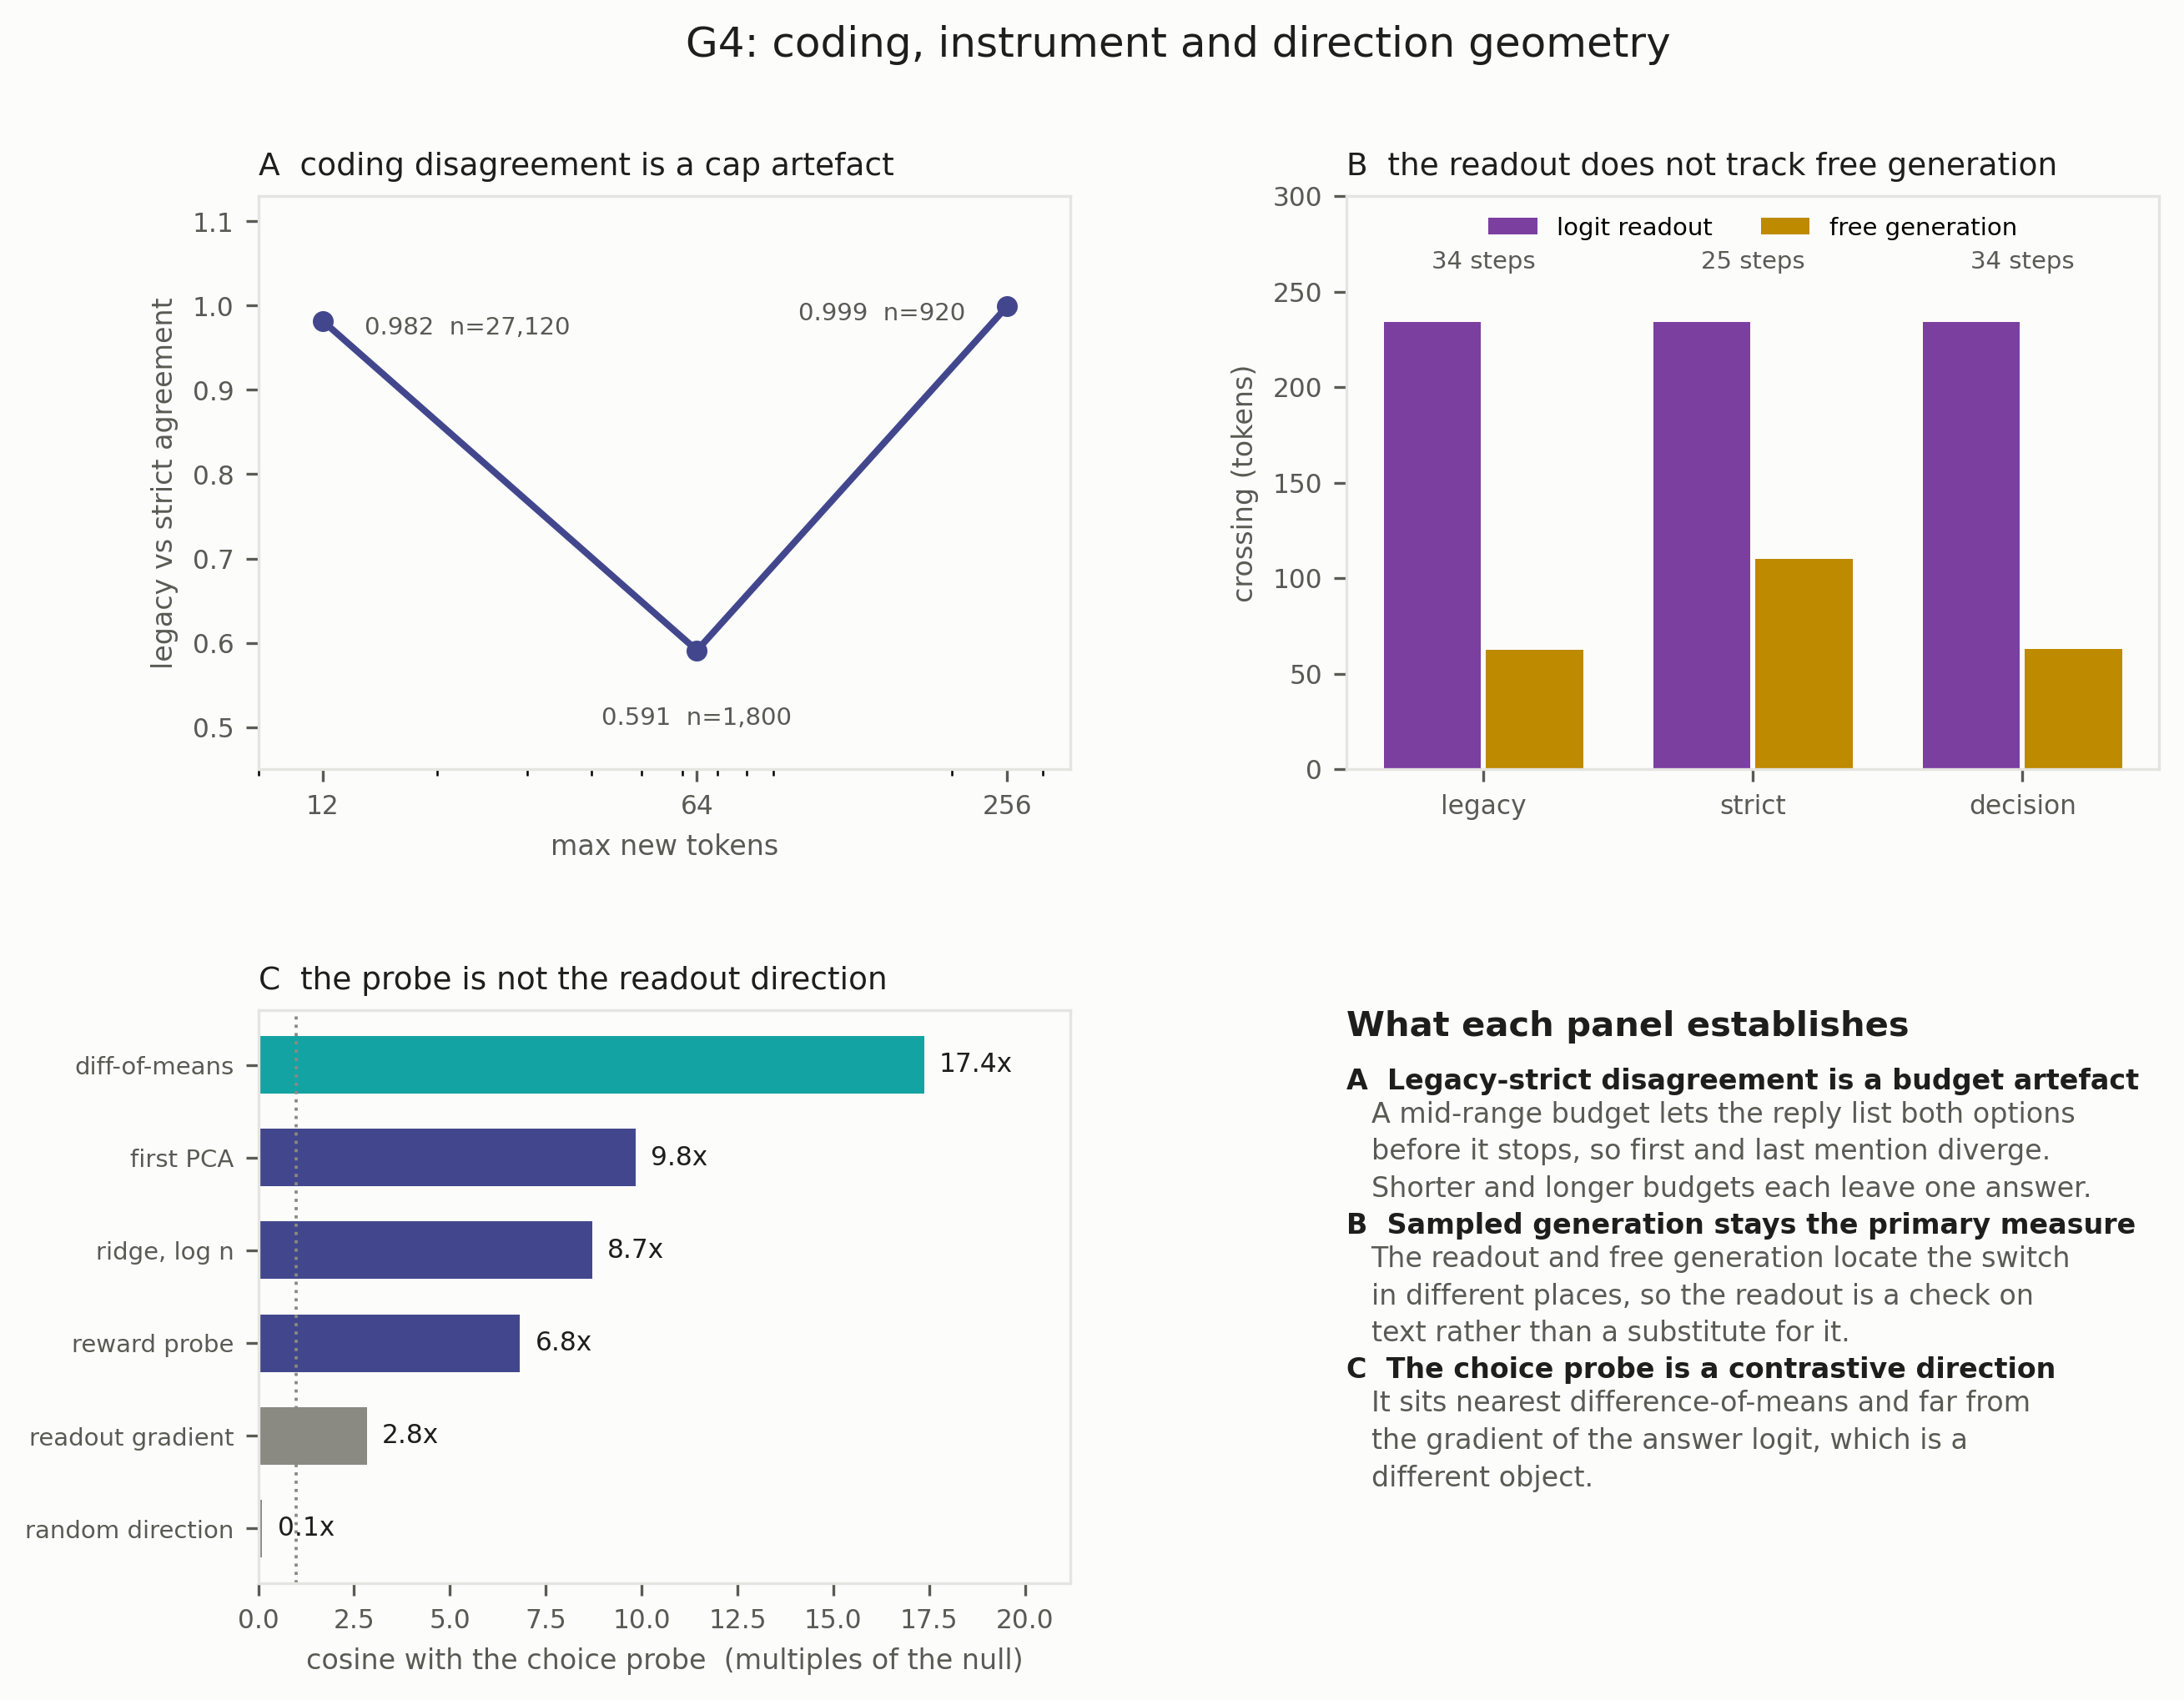 G4: coding, instrument and direction geometry
A  coding disagreement is a cap artefact
legacy vs strict agreement
1.1
1.0
0.9
0.8
0.7
0.6
0.5
0.982  n=27,120
0.999  n=920
0.591  n=1,800
12
64
256
max new tokens
B  the readout does not track free generation
crossing (tokens)
300
250
200
150
100
50
0
logit readout
free generation
34 steps
25 steps
34 steps
legacy
strict
decision
C  the probe is not the readout direction
diff-of-means
17.4x
first PCA
9.8x
ridge, log n
8.7x
reward probe
6.8x
readout gradient
2.8x
random direction
0.1x
0.0
2.5
5.0
7.5
10.0
12.5
15.0
17.5
20.0
cosine with the choice probe  (multiples of the null)
What each panel establishes
A  Legacy-strict disagreement is a budget artefact
A mid-range budget lets the reply list both options
before it stops, so first and last mention diverge.
Shorter and longer budgets each leave one answer.
B  Sampled generation stays the primary measure
The readout and free generation locate the switch
in different places, so the readout is a check on
text rather than a substitute for it.
C  The choice probe is a contrastive direction
It sits nearest difference-of-means and far from
the gradient of the answer logit, which is a
different object.